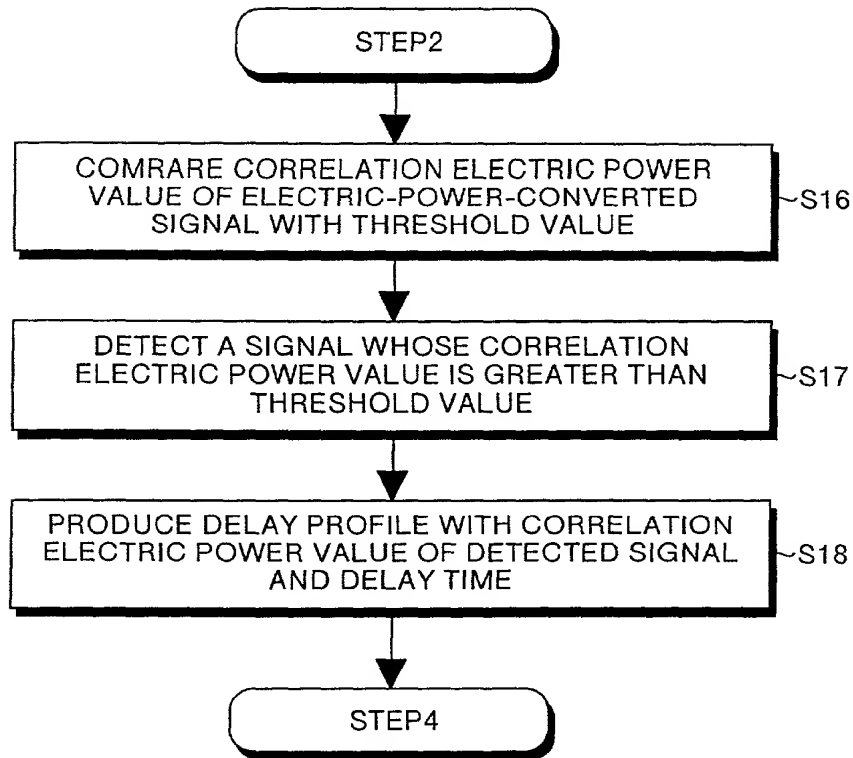 STEP2
COMRARE CORRELATION ELECTRIC POWER
VALUE OF ELECTRIC-POWER-CONVERTED
SIGNAL WITH THRESHOLD VALUE
~S16
DETECT A SIGNAL WHOSE CORRELATION
ELECTRIC POWER VALUE IS GREATER THAN
THRESHOLD VALUE
~S17
PRODUCE DELAY PROFILE WITH CORRELATION
ELECTRIC POWER VALUE OF DETECTED SIGNAL
AND DELAY TIME
~S18
STEP4